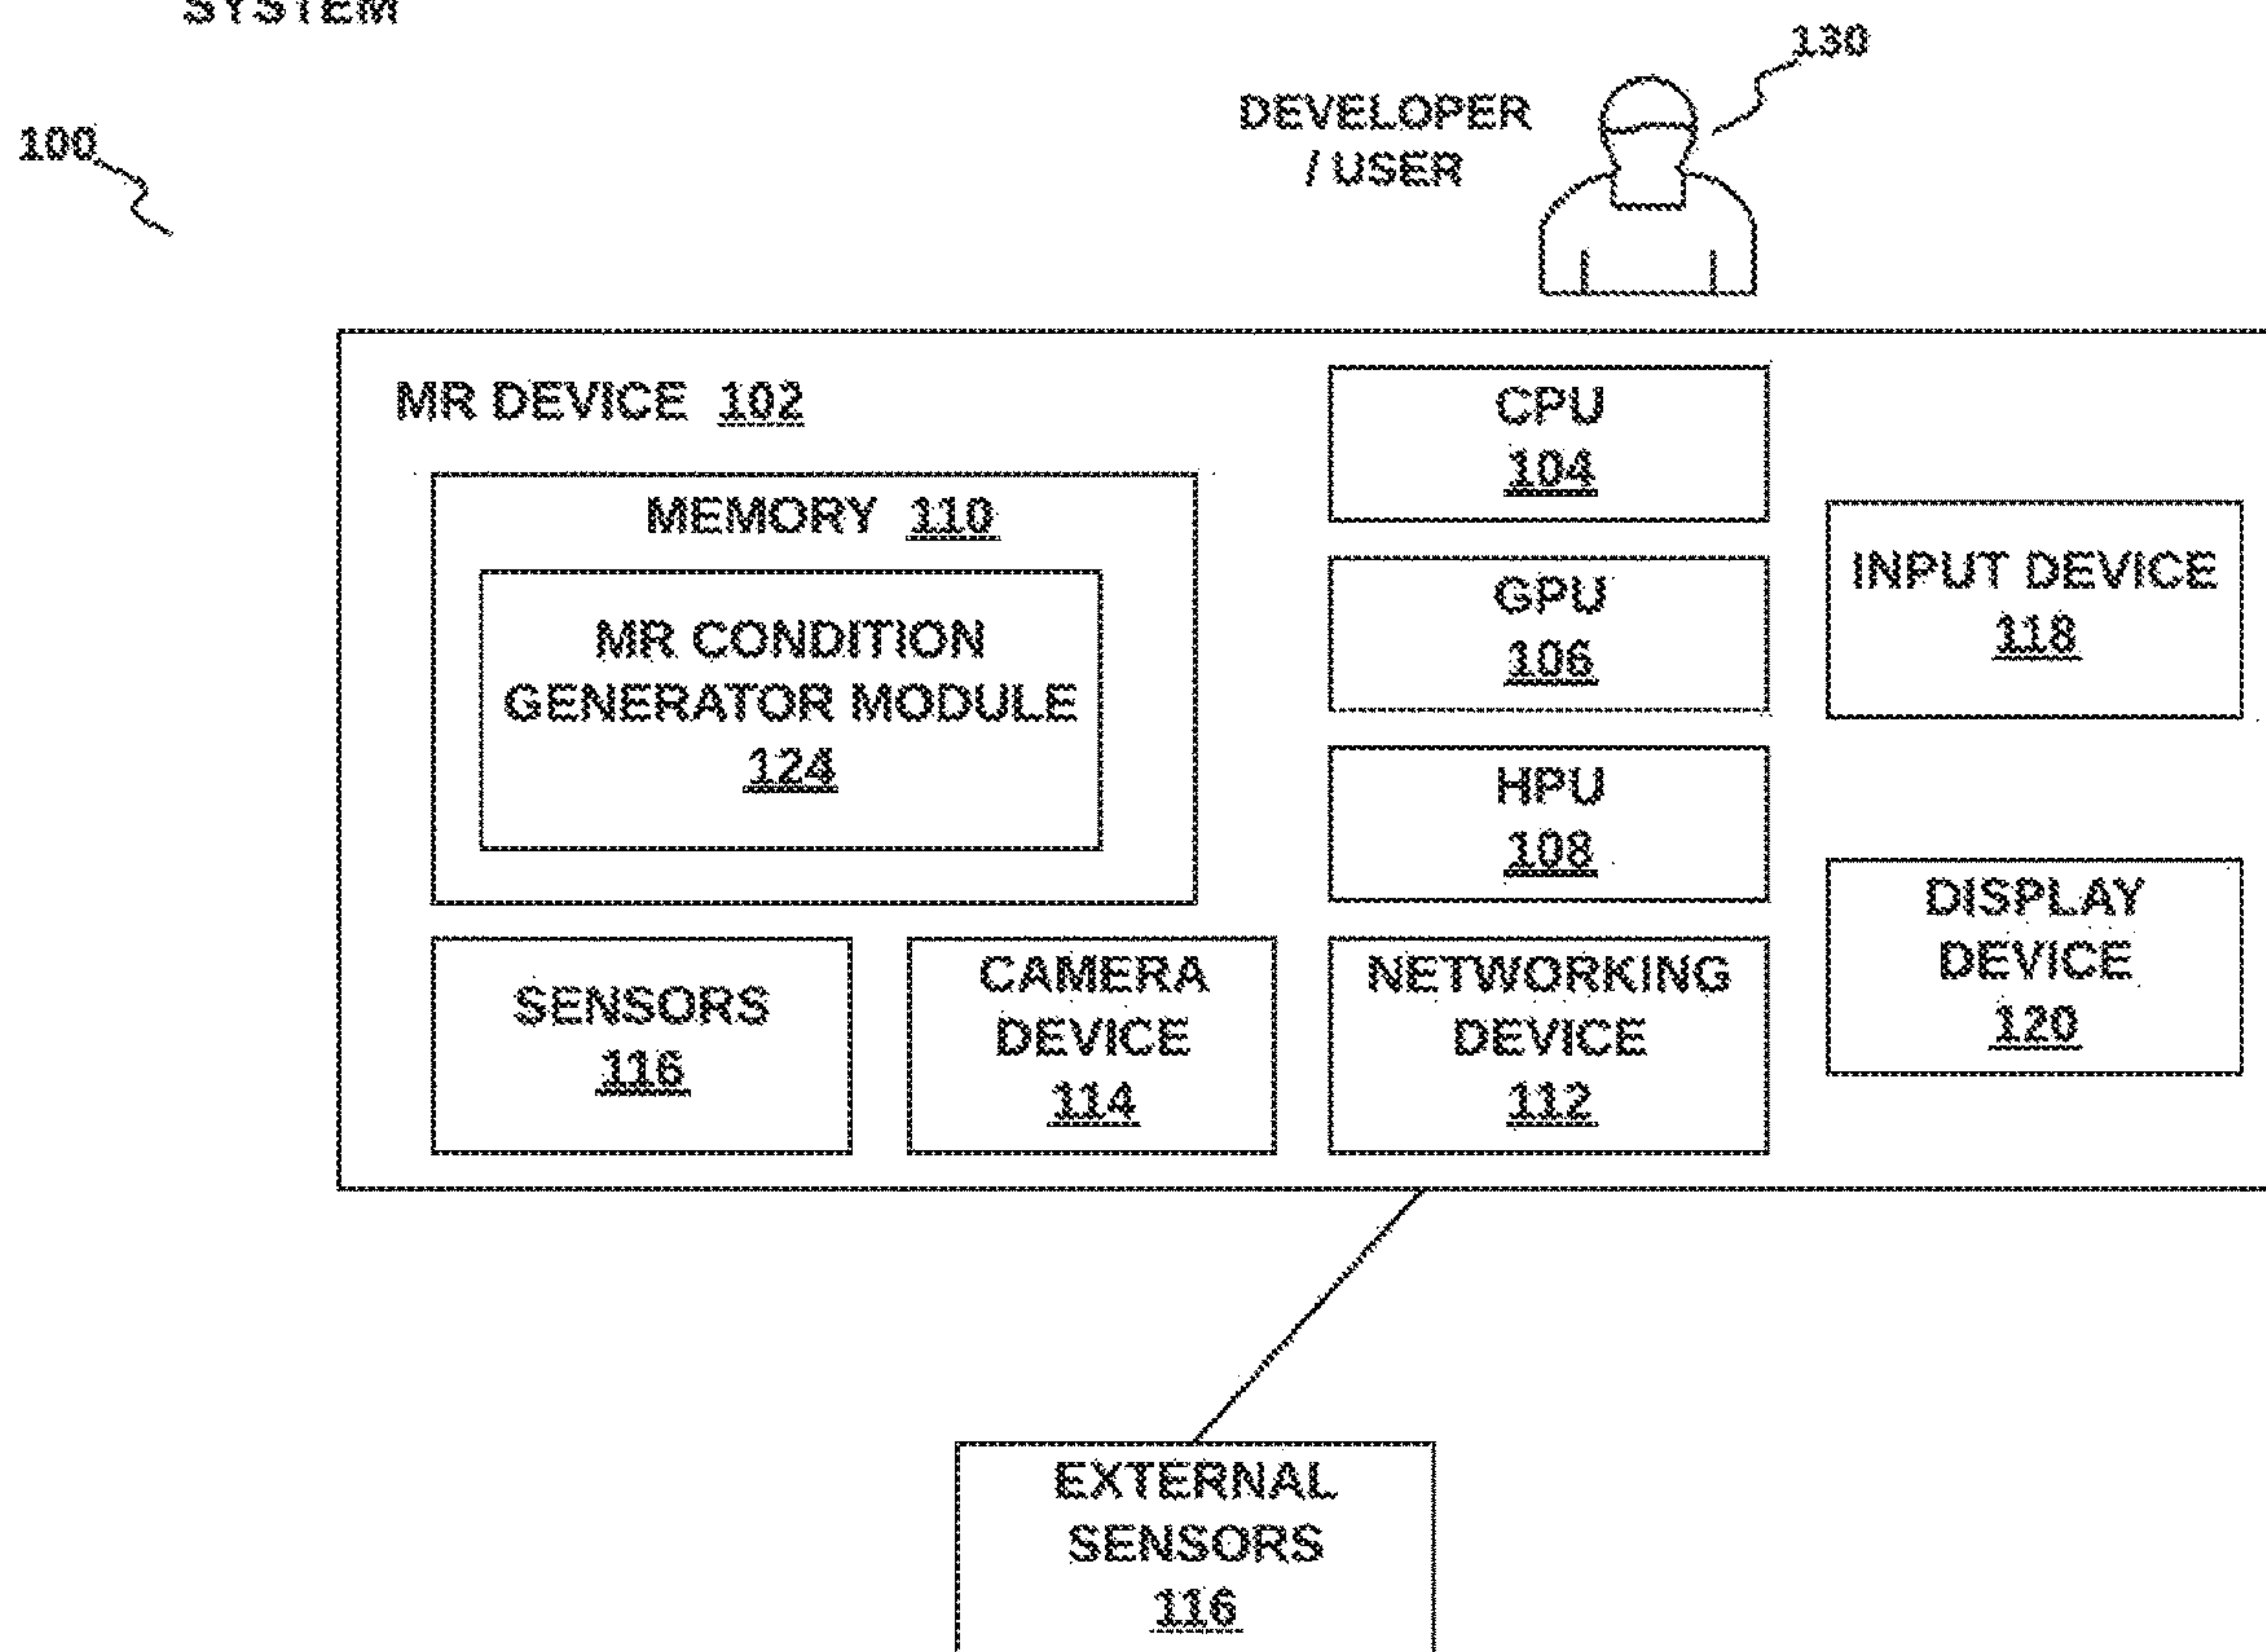 SYSTEM
130
DEVELOPER
/ USER
100
MR DEVICE 102
MEMORY 110
MR CONDITION
GENERATOR MODULE
124
CPU
104
GPU
106
HPU
108
INPUT DEVICE
118
DISPLAY
DEVICE
120
SENSORS
116
CAMERA
DEVICE
114
NETWORKING
DEVICE
112
EXTERNAL
SENSORS
116